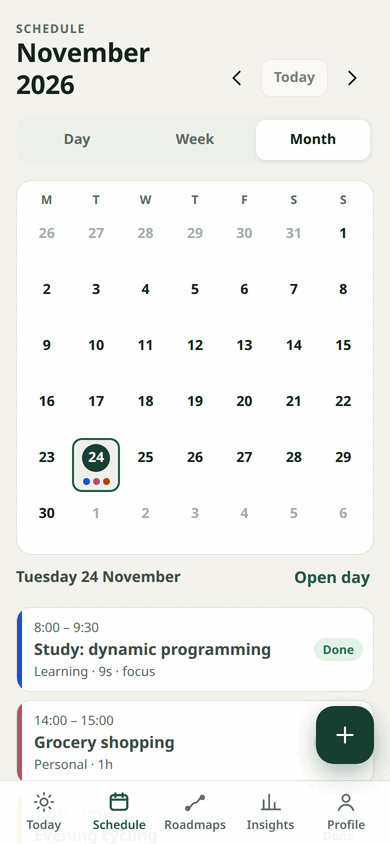 SCHEDULE
November
2026
Today
Day Week Month
M T W T F S S
26 27 28 29 30 31 1
2 3 4 5 6 7 8
9 10 11 12 13 14 15
16 17 18 19 20 21 22
23 24 25 26 27 28 29
30 1 2 3 4 5 6
Tuesday 24 November
Open day
8:00 – 9:30
Study: dynamic programming
Learning · 9s · focus
Done
14:00 – 15:00
Grocery shopping
Personal · 1h
Evening cycling
Done
Today Schedule Roadmaps Insights Profile